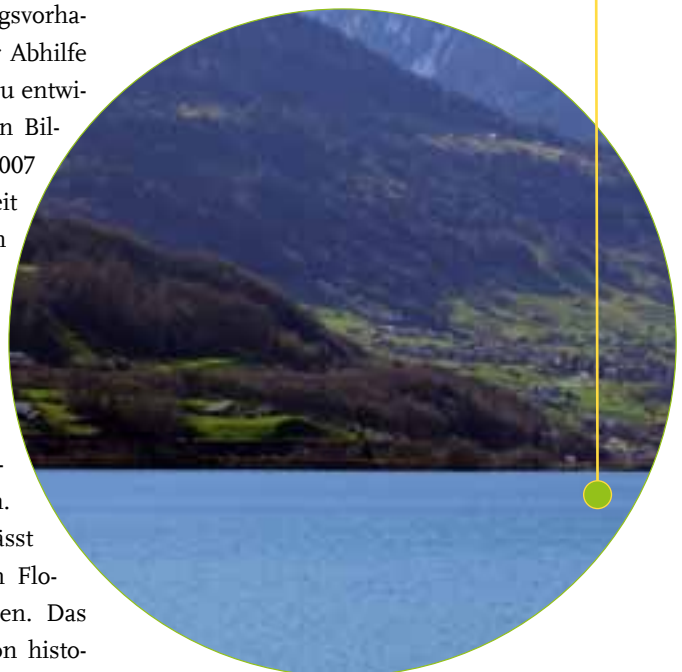 gsvorha-
Abhilfe
u entwi-
n Bil-
007
eit
n
-
n.
isst
n Flo-
en. Das
on histo-